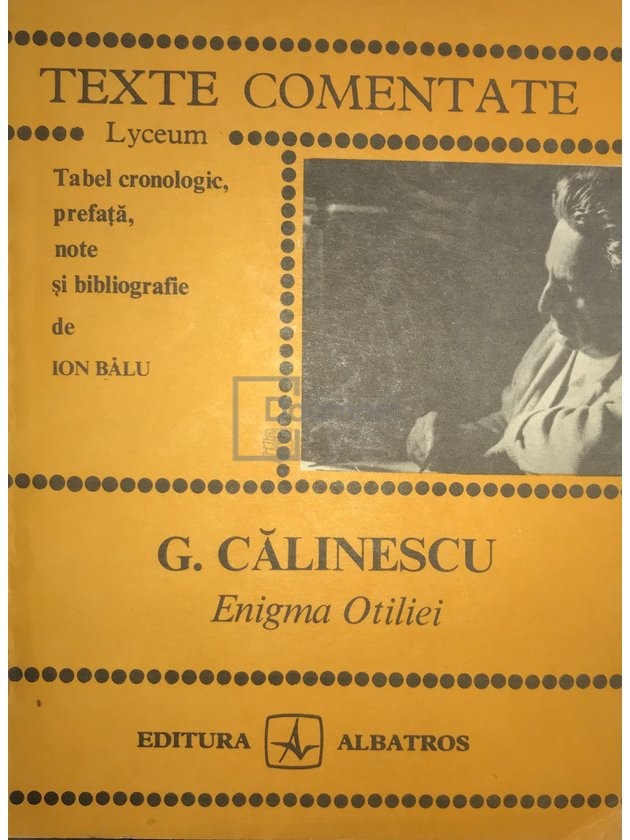 TEXTE COMENTATE
Lyceum
Tabel cronologic,
prefață,
note
și bibliografie
de
ION BĂLU
G. CĂLINESCU
Enigma Otiliei
EDITURA ALBATROS